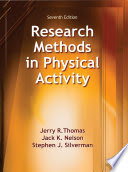 Seventh Edition
Research
Methods in
Physical
Activity
Jerry R. Thomas
Jack K. Nelson
Stephen J. Silverman